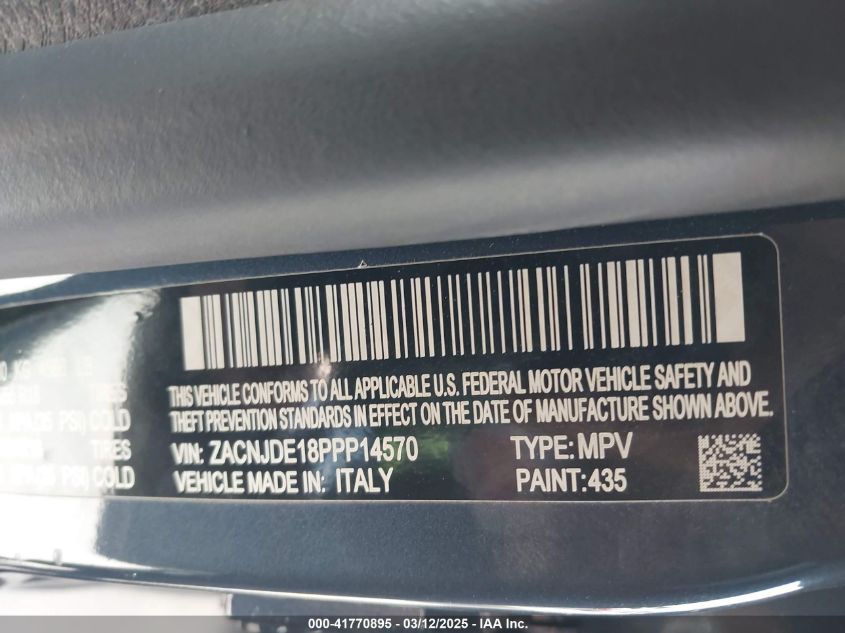 THIS VEHICLE CONFORMS TO ALL APPLICABLE U.S. FEDERAL MOTOR VEHICLE SAFETY AND
THEFT PREVENTION STANDARDS IN EFFECT ON THE DATE OF MANUFACTURE SHOWN ABOVE.
VIN: ZACNJDE18PPP14570 TYPE: MPV
VEHICLE MADE IN: ITALY PAINT:435
TIRES
PSI) COLD
TIRES
PSI) COLD
000-41770895 - 03/12/2025 - IAA Inc.